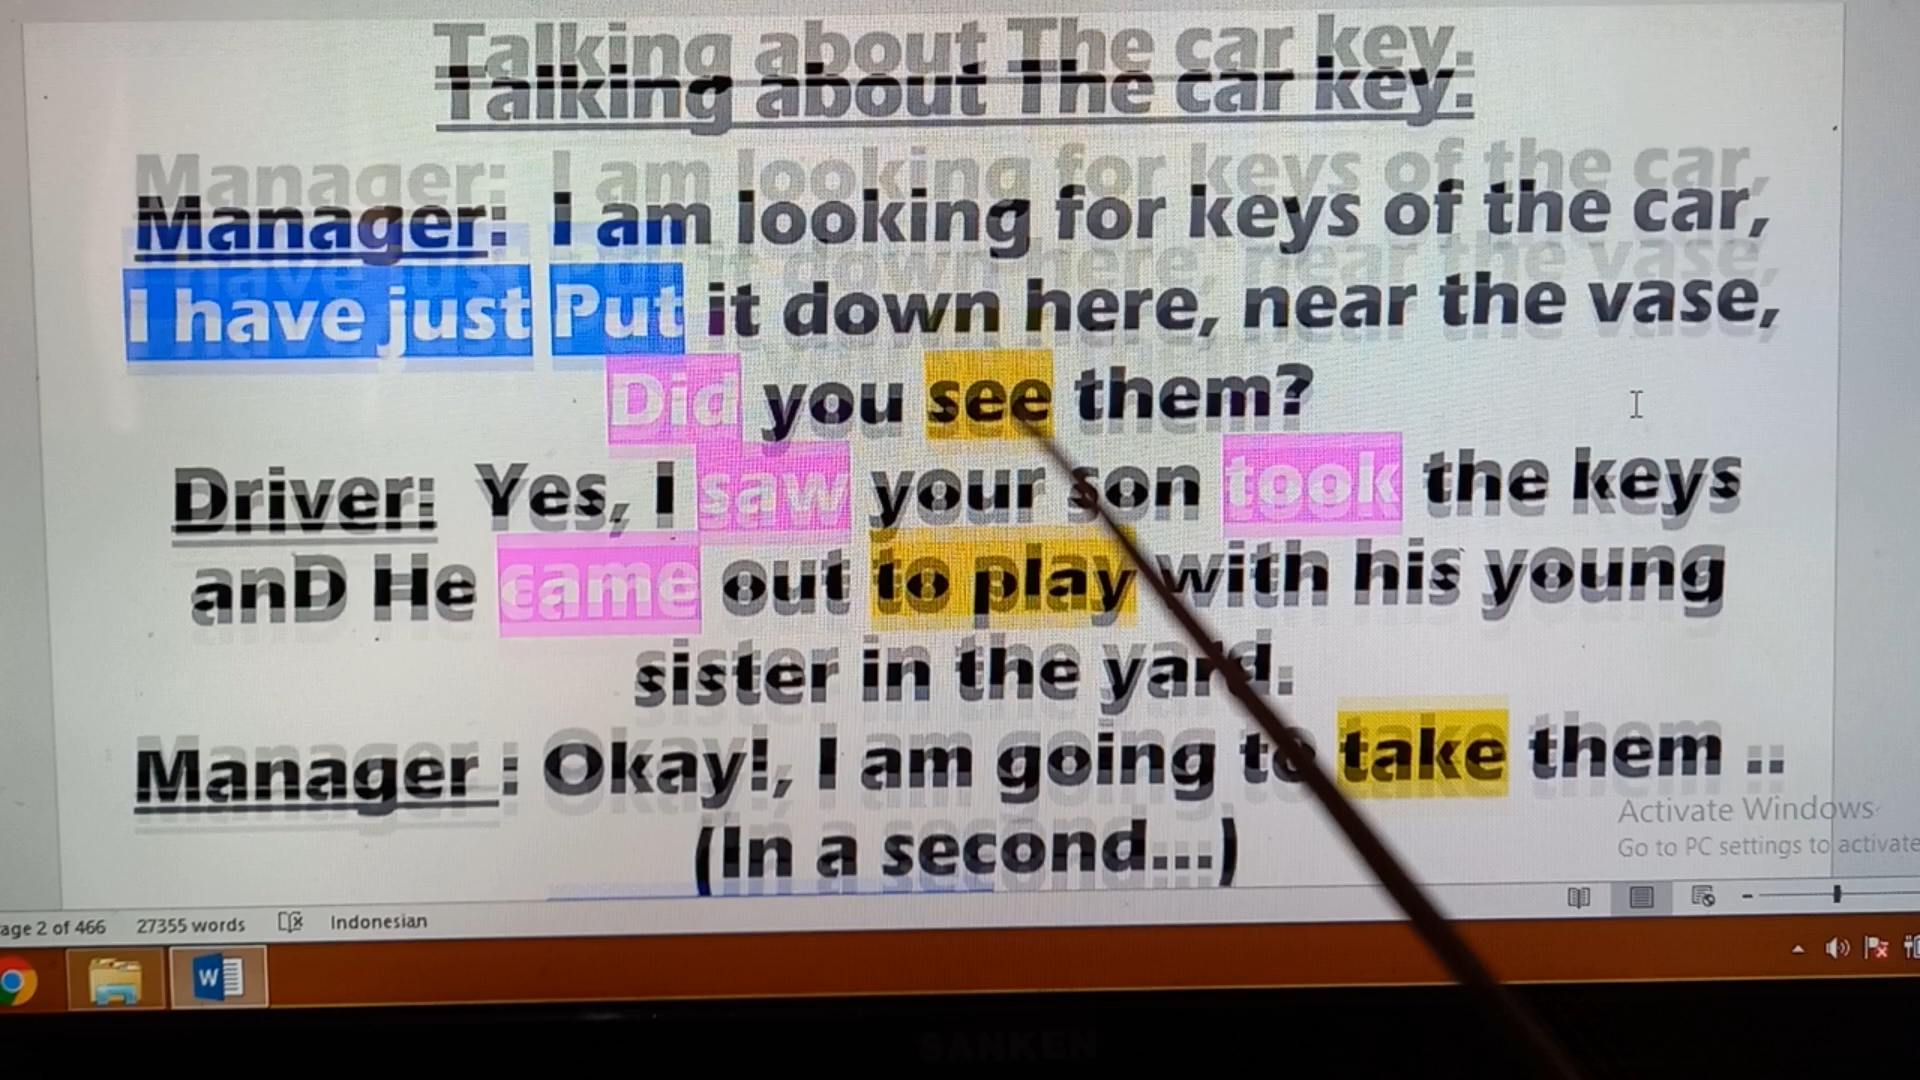 Talking about The car key.
Manager: I am looking for keys of the car,
I have just Put it down here, near the vase,
Did you see them?
Driver: Yes, I saw your son took the keys
anD He came out to play with his young
sister in the yard.
Manager : Okay!, I am going to take them ..
(In a second...)
Activate Windows
Go to PC settings to activate
age 2 of 466 27355 words Indonesian
W
SANKEN